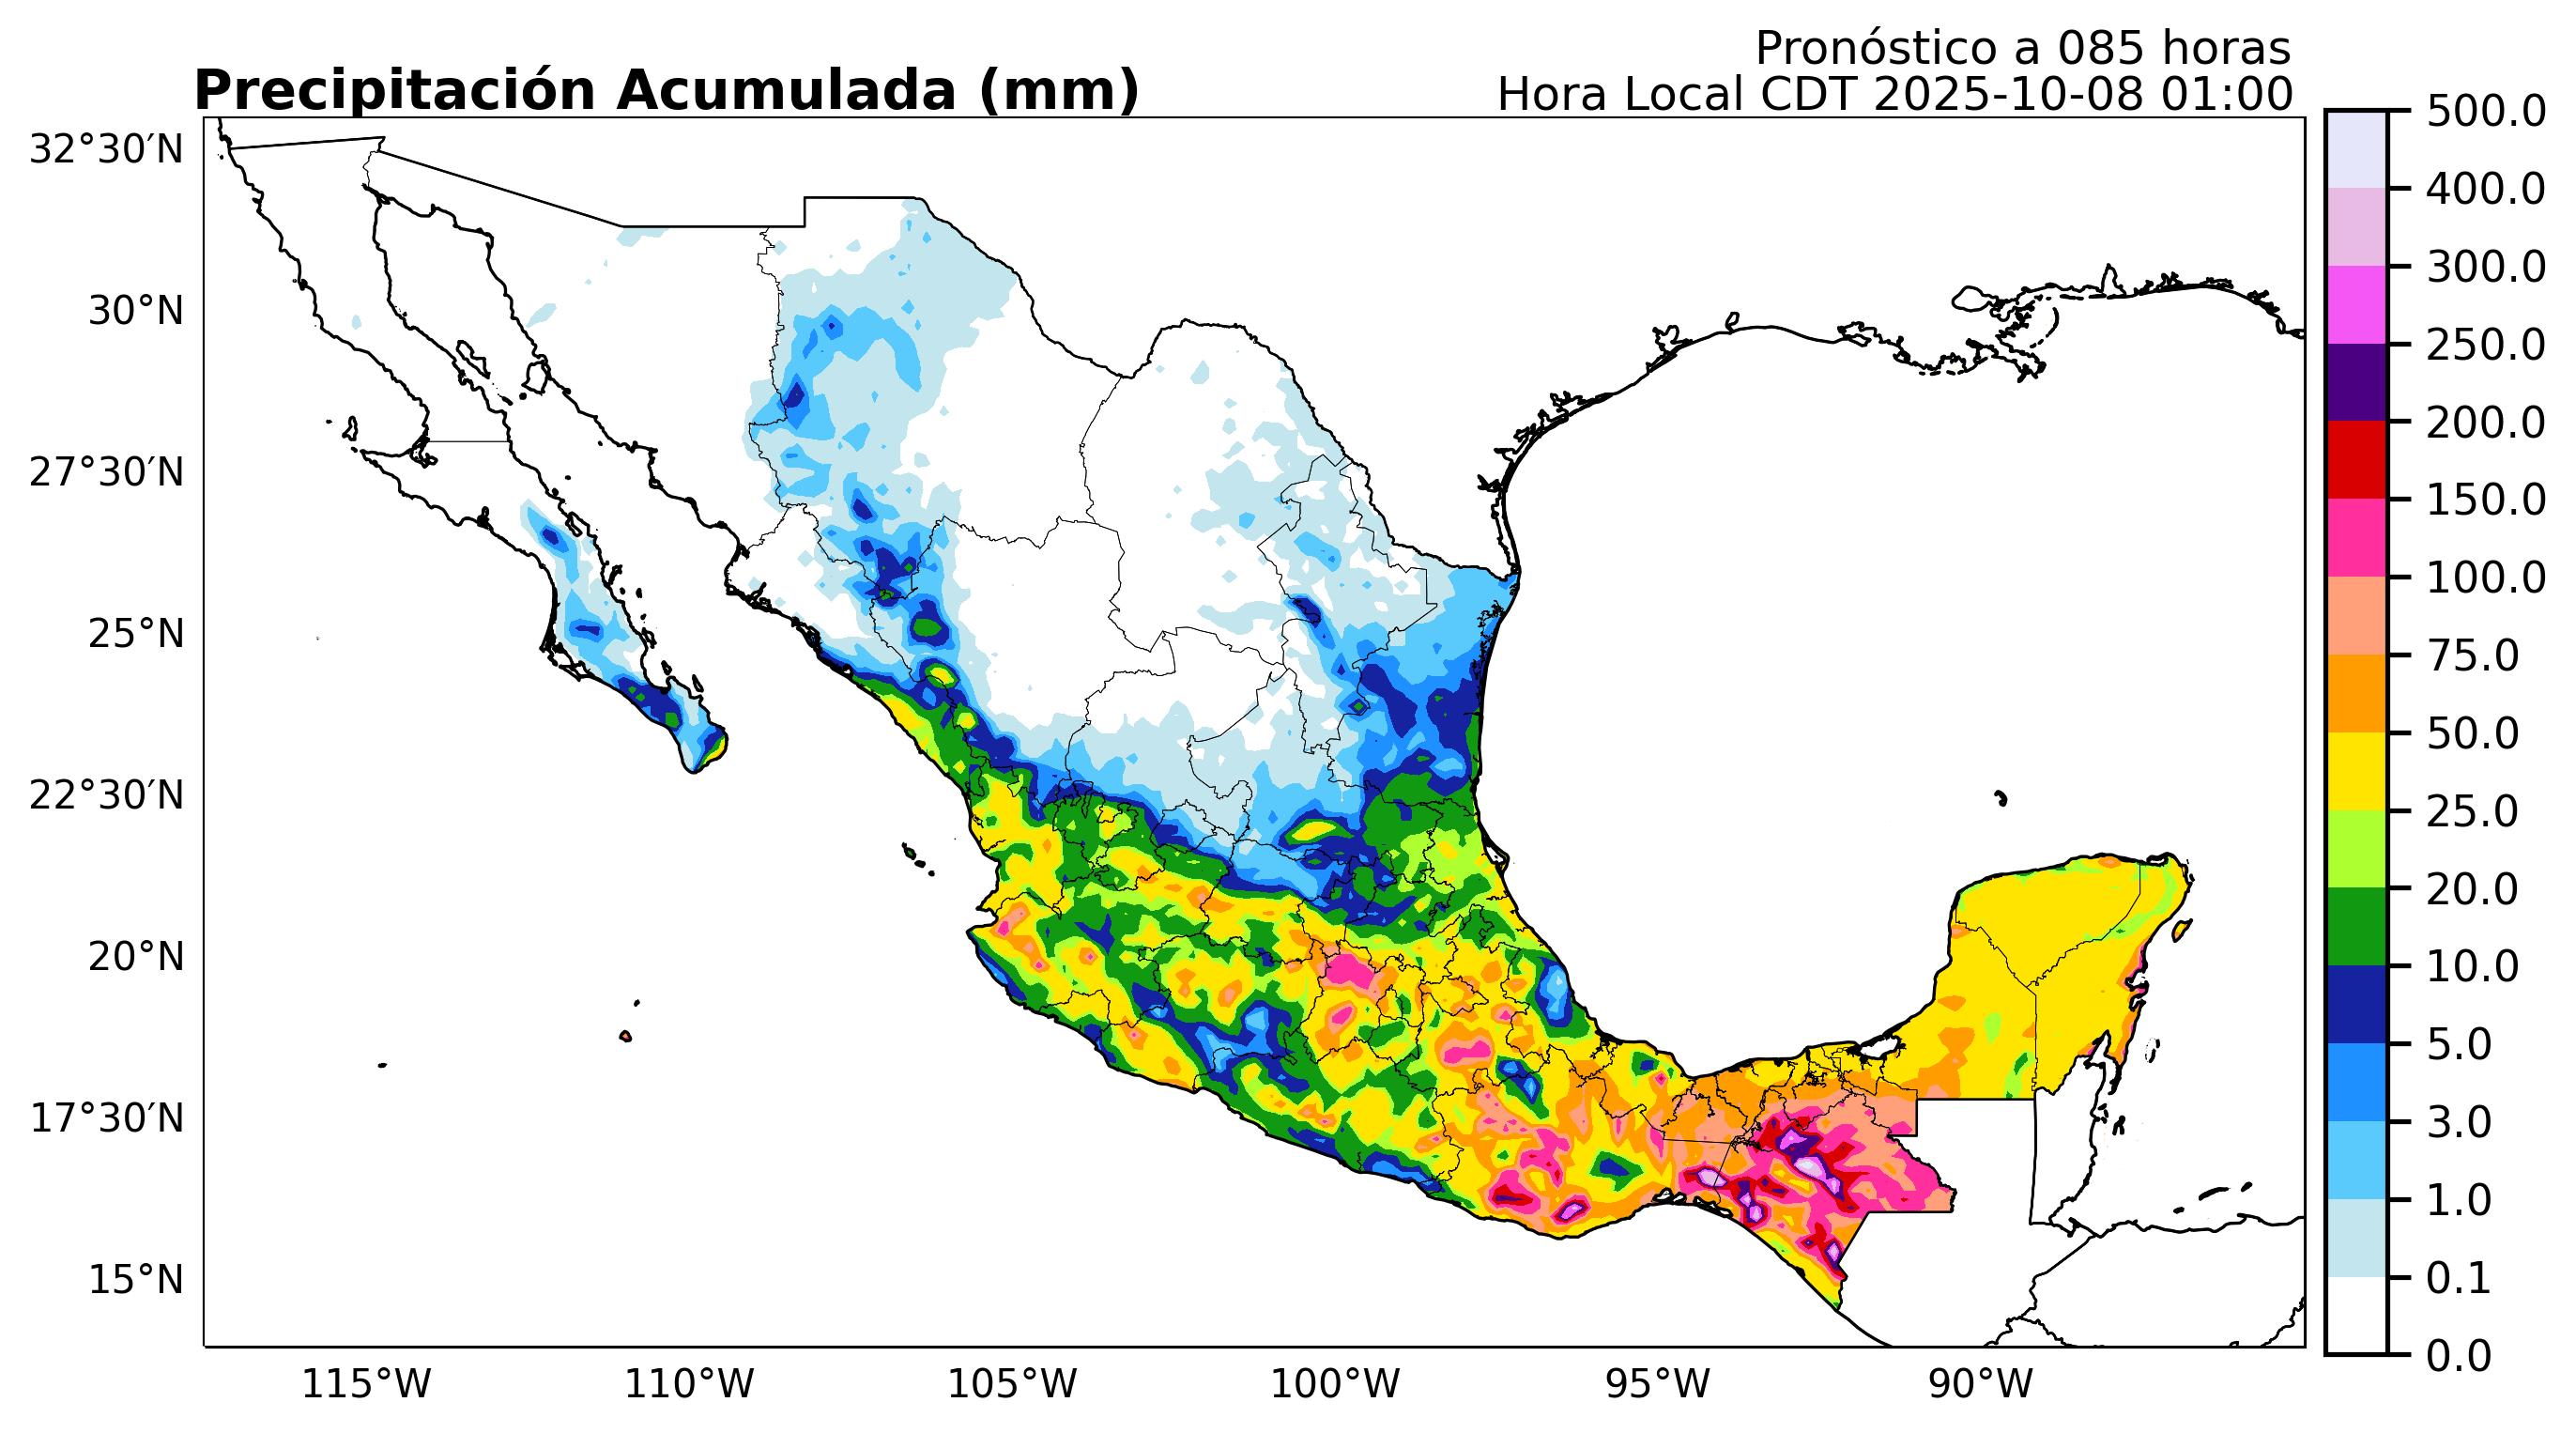 Pronóstico a 085 horas
Precipitación Acumulada (mm)
Hora Local CDT 2025-10-08 01:00
32°30′N
30°N
27°30′N
25°N
22°30′N
20°N
17°30′N
15°N
115°W
110°W
105°W
100°W
95°W
90°W
500.0
400.0
300.0
250.0
200.0
150.0
100.0
75.0
50.0
25.0
20.0
10.0
5.0
3.0
1.0
0.1
0.0